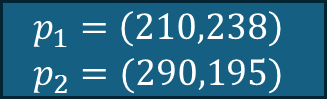 p₁ = (210,238)
p₂ = (290,195)